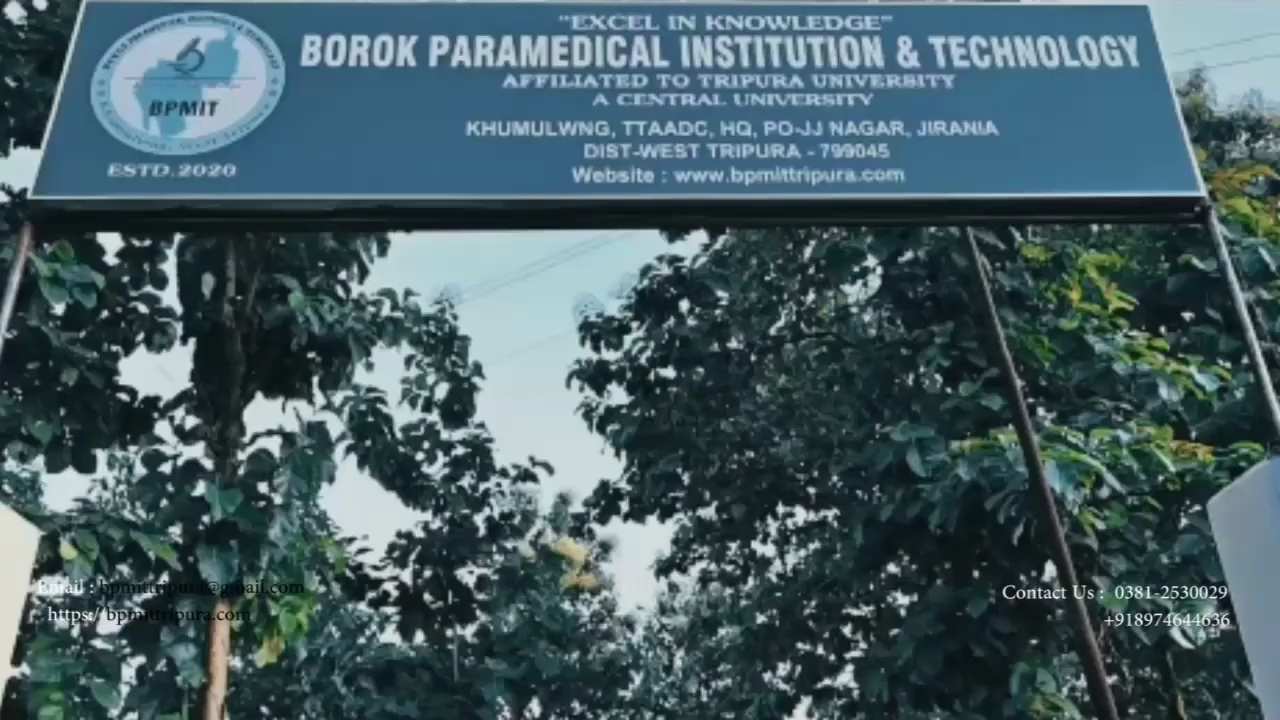 "EXCEL IN KNOWLEDGE"
BOROK PARAMEDICAL INSTITUTION & TECHNOLOGY
AFFILIATED TO TRIPURA UNIVERSITY
A CENTRAL UNIVERSITY
KHUMULWNG, TTAADC, HQ, PO-JJ NAGAR, JIRANIA
DIST-WEST TRIPURA - 799045
Website : www.bpmittripura.com
BPMIT
ESTD.2020
Email : bpmittripura@gmail.com
https//bpmittripura.com
Contact Us : 0381-2530029
+918974644636